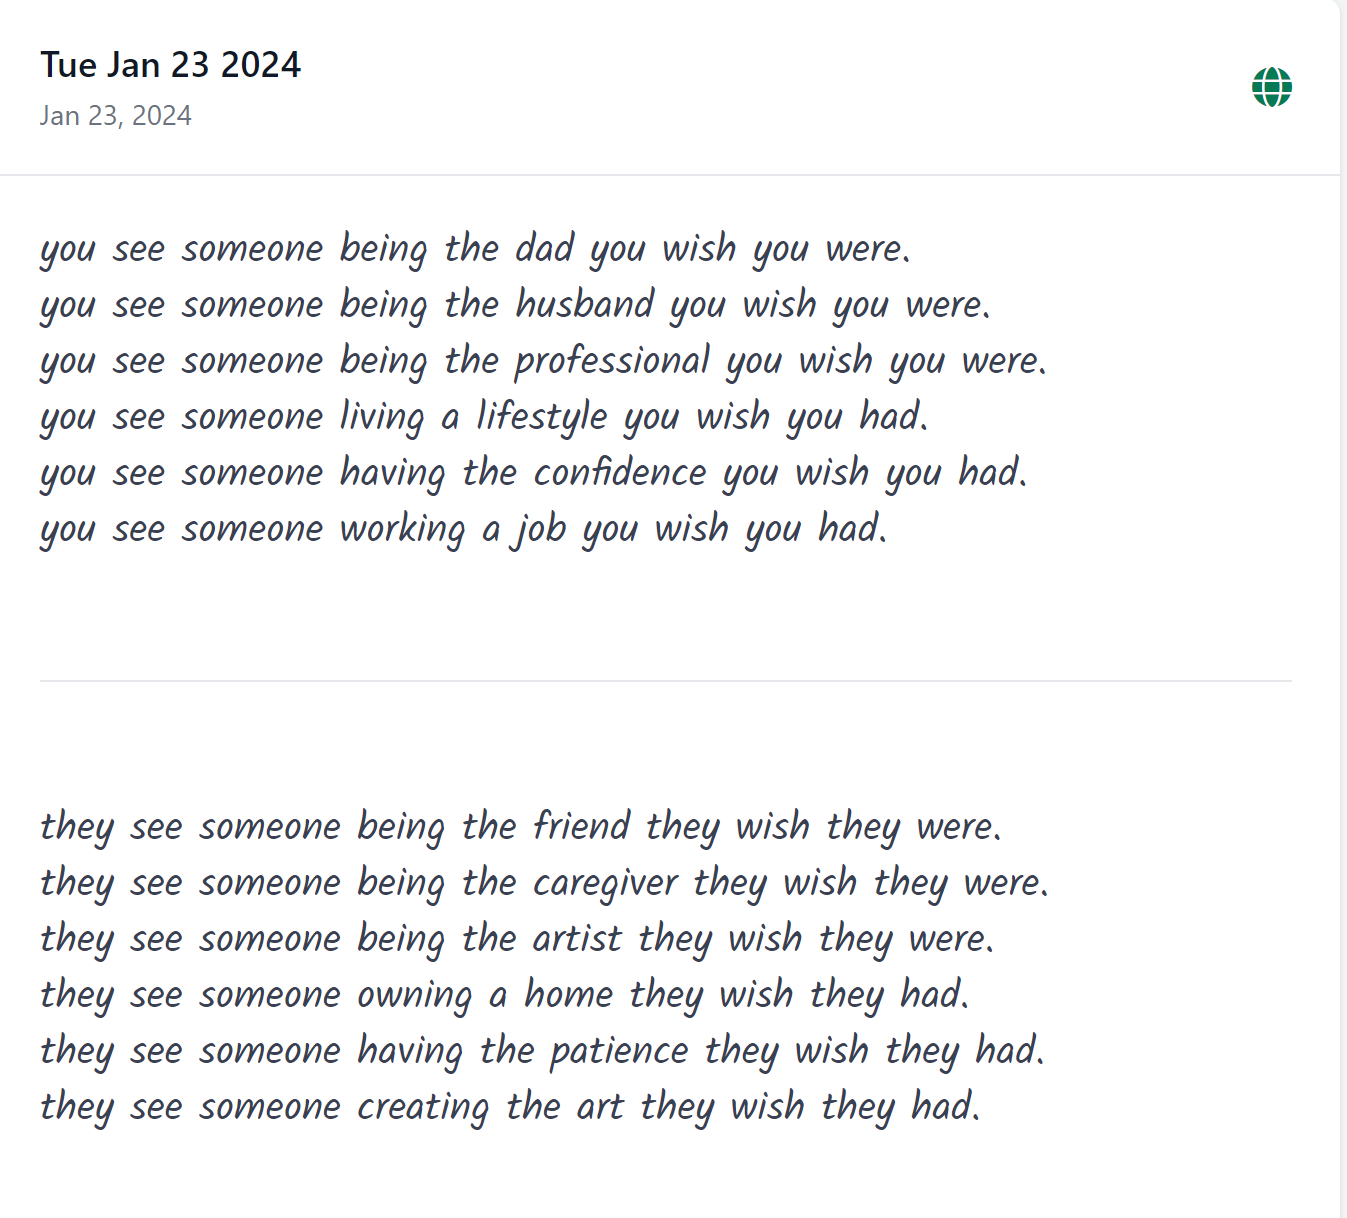 Tue Jan 23 2024
Jan 23, 2024
you see someone being the dad you wish you were.
you see someone being the husband you wish you were.
you see someone being the professional you wish you were.
you see someone living a lifestyle you wish you had.
you see someone having the confidence you wish you had.
you see someone working a job you wish you had.
they see someone being the friend they wish they were.
they see someone being the caregiver they wish they were.
they see someone being the artist they wish they were.
they see someone owning a home they wish they had.
they see someone having the patience they wish they had.
they see someone creating the art they wish they had.